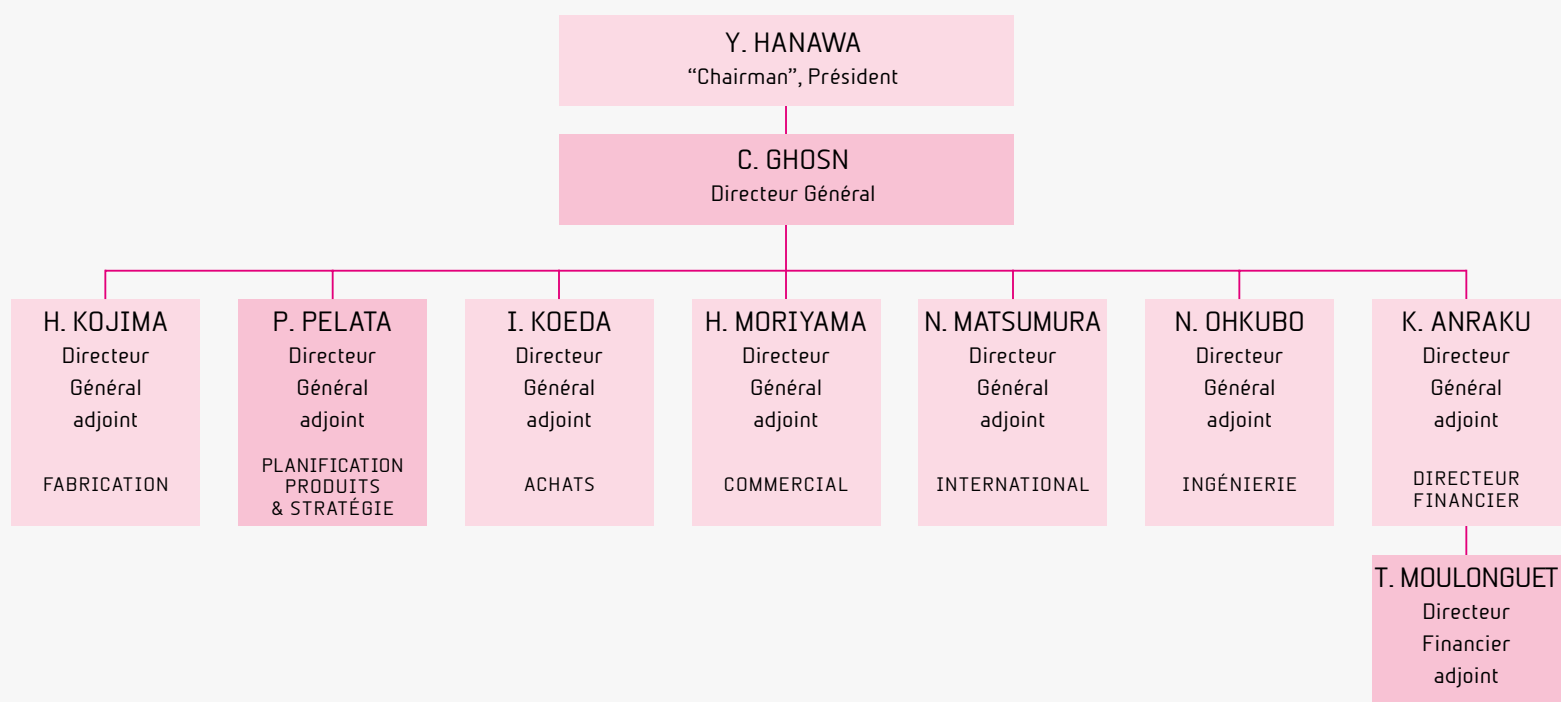 Y. HANAWA
“Chairman”, Président
C. GHOSN
Directeur Général
H. KOJIMA
Directeur
Général
adjoint
FABRICATION
P. PELATA
Directeur
Général
adjoint
PLANIFICATION
PRODUITS
& STRATÉGIE
I. KOEDA
Directeur
Général
adjoint
ACHATS
H. MORIYAMA
Directeur
Général
adjoint
COMMERCIAL
N. MATSUMURA
Directeur
Général
adjoint
INTERNATIONAL
N. OHKUBO
Directeur
Général
adjoint
INGÉNIERIE
K. ANRAKU
Directeur
Général
adjoint
DIRECTEUR
FINANCIER
T. MOULONGUET
Directeur
Financier
adjoint